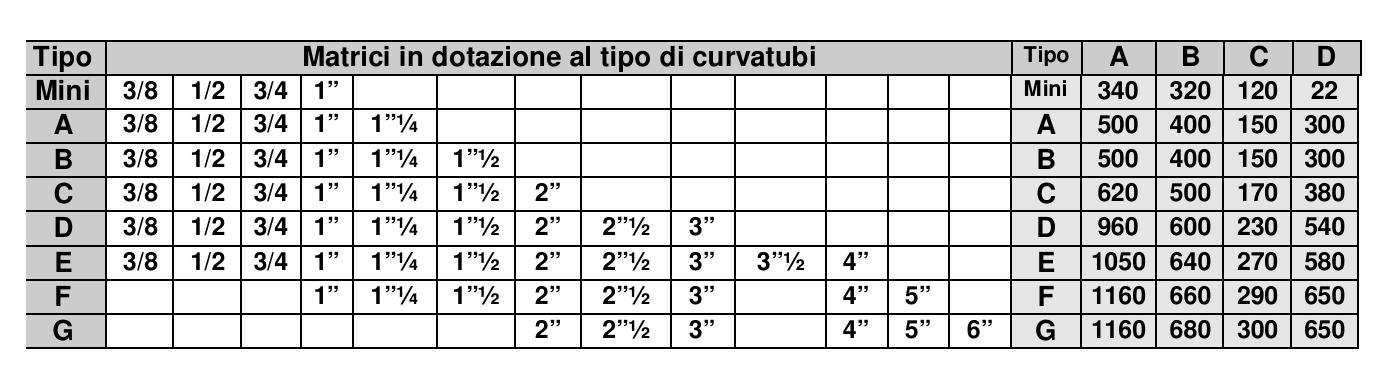 Tipo Matrici in dotazione al tipo di curvatubi Tipo A B C D
Mini 3/8 1/2 3/4 1” Mini 340 320 120 22
A 3/8 1/2 3/4 1” 1”¼ A 500 400 150 300
B 3/8 1/2 3/4 1” 1”¼ 1”½ B 500 400 150 300
C 3/8 1/2 3/4 1” 1”¼ 1”½ 2” C 620 500 170 380
D 3/8 1/2 3/4 1” 1”¼ 1”½ 2” 2”½ 3” D 960 600 230 540
E 3/8 1/2 3/4 1” 1”¼ 1”½ 2” 2”½ 3” 3”½ 4” E 1050 640 270 580
F 1” 1”¼ 1”½ 2” 2”½ 3” 4” 5” F 1160 660 290 650
G 2” 2”½ 3” 4” 5” 6” G 1160 680 300 650